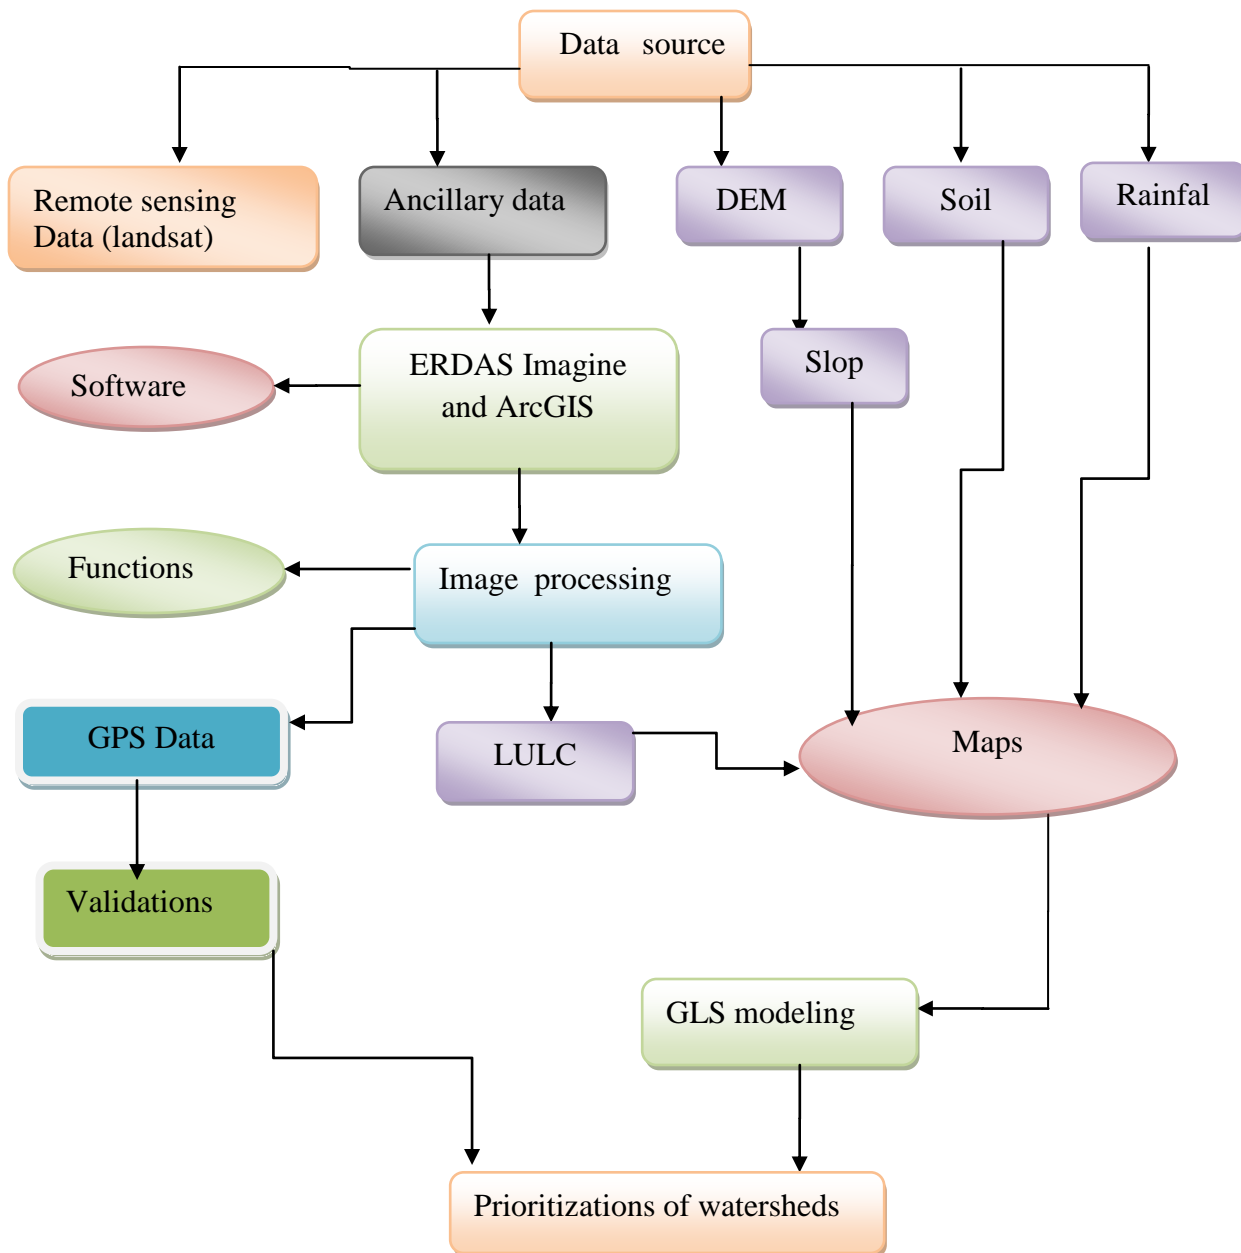 Data source
Remote sensing
Data (landsat)
Ancillary data
DEM
Soil
Rainfal
Software
ERDAS Imagine
and ArcGIS
Slop
Functions
Image processing
GPS Data
LULC
Maps
Validations
GLS modeling
Prioritizations of watersheds